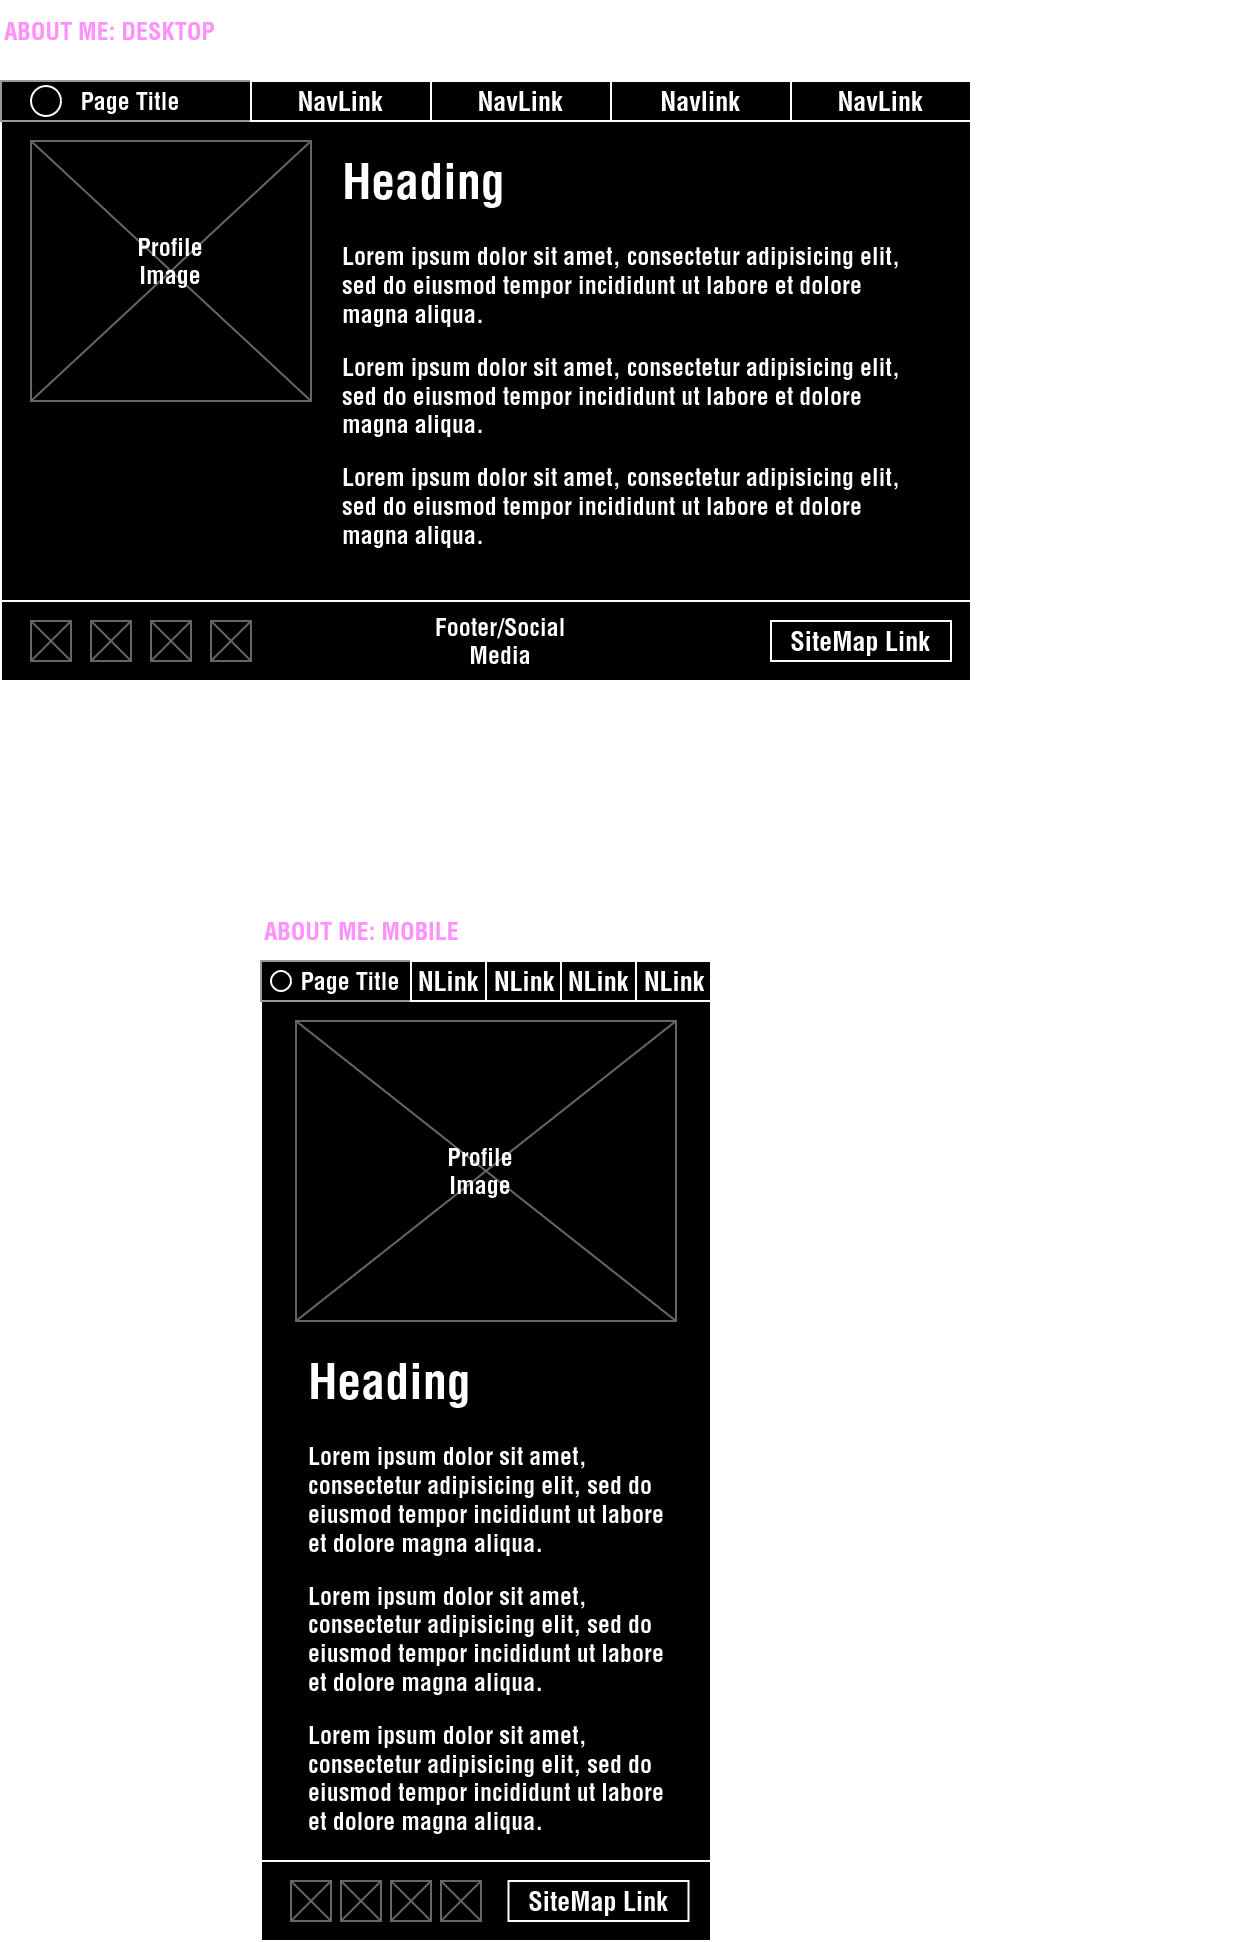 ABOUT ME: DESKTOP
Page Title
NavLink
NavLink
Navlink
NavLink
Profile
Image
Heading
Lorem ipsum dolor sit amet, consectetur adipisicing elit,
sed do eiusmod tempor incididunt ut labore et dolore
magna aliqua.
Lorem ipsum dolor sit amet, consectetur adipisicing elit,
sed do eiusmod tempor incididunt ut labore et dolore
magna aliqua.
Lorem ipsum dolor sit amet, consectetur adipisicing elit,
sed do eiusmod tempor incididunt ut labore et dolore
magna aliqua.
Footer/Social
Media
SiteMap Link
ABOUT ME: MOBILE
Page Title
NLink
NLink
NLink
NLink
Profile
Image
Heading
Lorem ipsum dolor sit amet,
consectetur adipisicing elit, sed do
eiusmod tempor incididunt ut labore
et dolore magna aliqua.
Lorem ipsum dolor sit amet,
consectetur adipisicing elit, sed do
eiusmod tempor incididunt ut labore
et dolore magna aliqua.
Lorem ipsum dolor sit amet,
consectetur adipisicing elit, sed do
eiusmod tempor incididunt ut labore
et dolore magna aliqua.
SiteMap Link